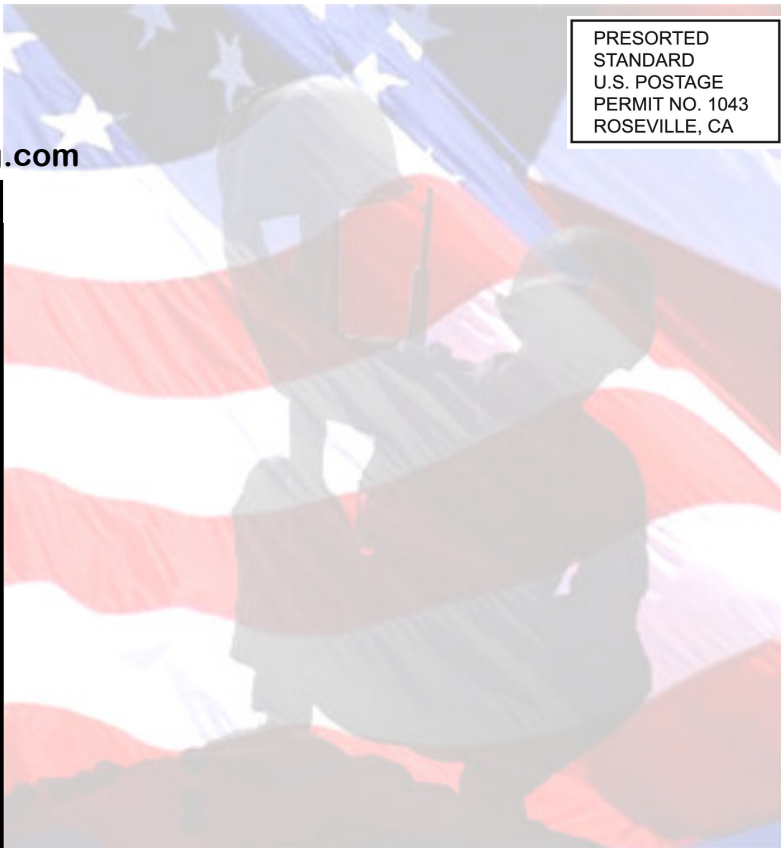 PRESORTED
STANDARD
U.S. POSTAGE
PERMIT NO. 1043
ROSEVILLE, CA
.com